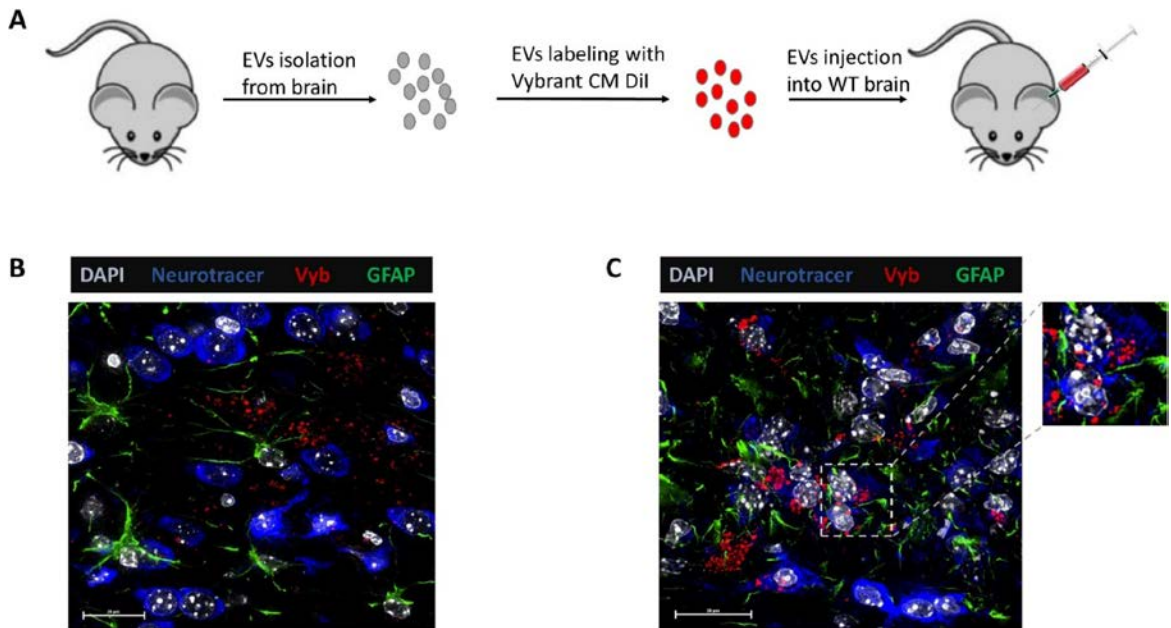 A
EVs isolation
from brain
EVs labeling with
Vybrant CM DiI
EVs injection
into WT brain
B
DAPI Neurotracer Vyb GFAP
C
DAPI Neurotracer Vyb GFAP